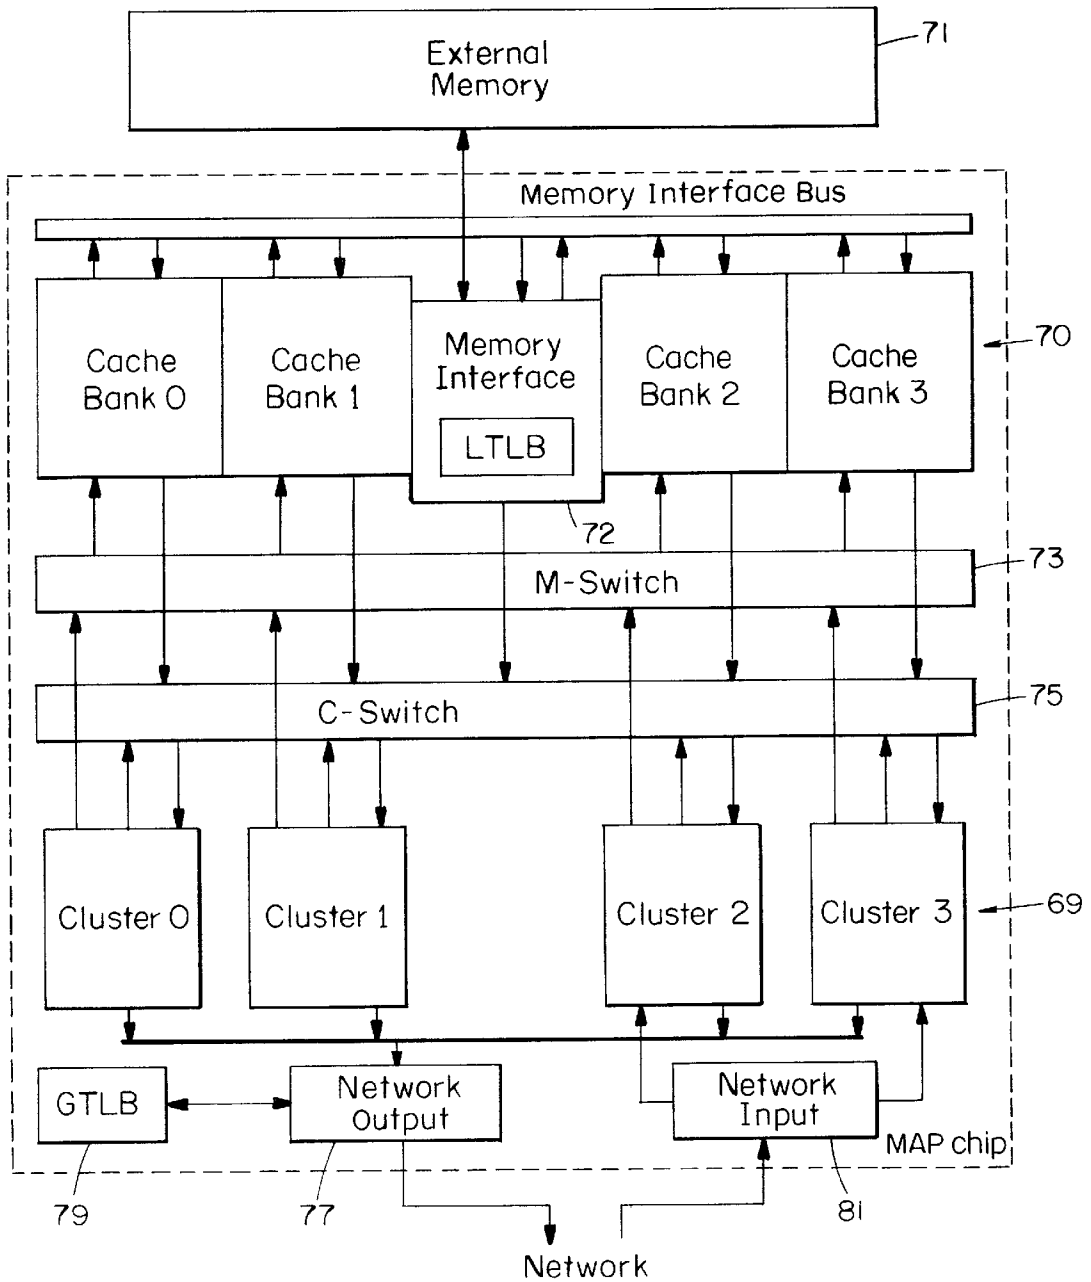 External
Memory
71
Memory Interface Bus
Cache
Bank 0
Cache
Bank 1
Memory
Interface
LTLB
Cache
Bank 2
Cache
Bank 3
70
72
M-Switch
73
C-Switch
75
Cluster 0
Cluster 1
Cluster 2
Cluster 3
69
GTLB
Network
Output
Network
Input
MAP chip
79
77
81
Network